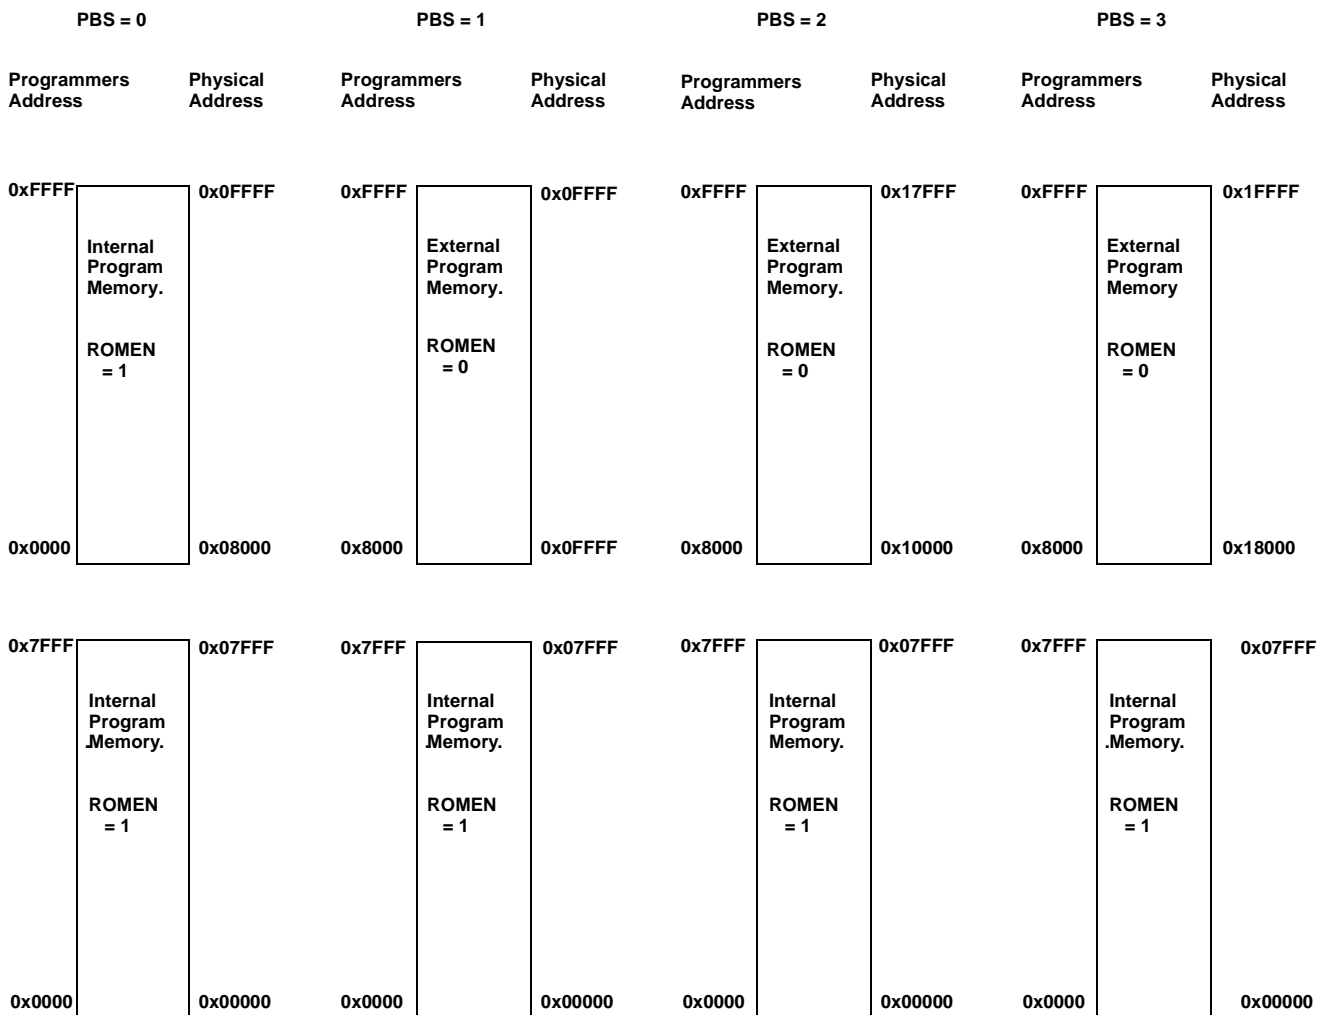 PBS = 0 PBS = 1 PBS = 2 PBS = 3
Programmers Physical Programmers Physical Programmers Physical Programmers Physical
Address Address Address Address Address Address Address Address
0xFFFF 0x0FFFF 0xFFFF 0x0FFFF 0xFFFF 0x17FFF 0xFFFF 0x1FFFF
Internal External External External
Program Program Program Program
Memory. Memory. Memory. Memory
ROMEN ROMEN ROMEN ROMEN
= 1 = 0 = 0 = 0
0x0000 0x08000 0x8000 0x0FFFF 0x8000 0x10000 0x8000 0x18000
0x7FFF 0x07FFF 0x7FFF 0x07FFF 0x7FFF 0x07FFF 0x7FFF 0x07FFF
Internal Internal Internal Internal
Program Program Program Program
.Memory. .Memory. Memory. .Memory.
ROMEN ROMEN ROMEN ROMEN
= 1 = 1 = 1 = 1
0x0000 0x00000 0x0000 0x00000 0x0000 0x00000 0x0000 0x00000